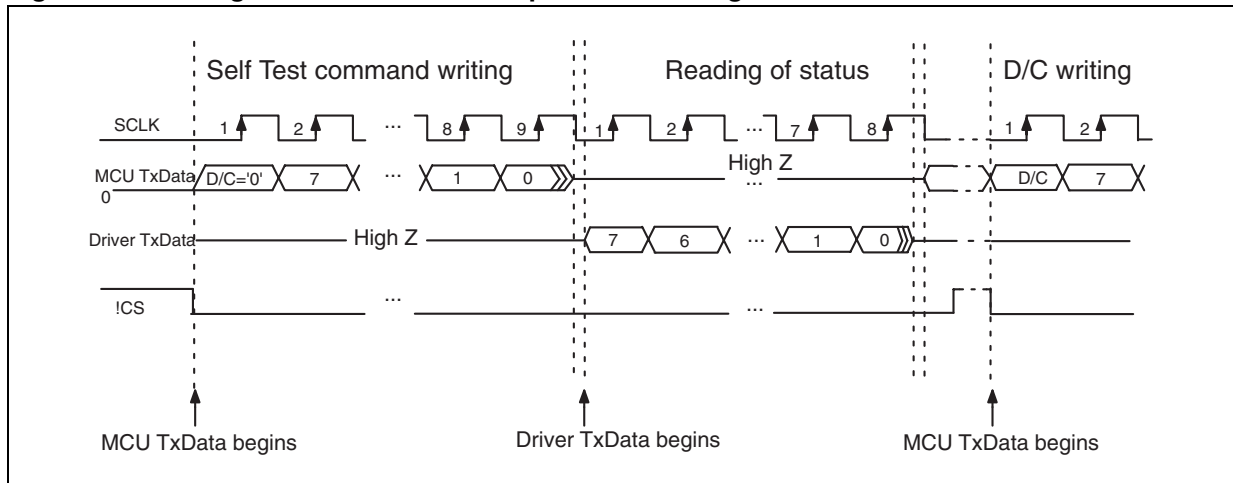 Self Test command writing Reading of status D/C writing
SCLK 1 2 ... 8 9 1 2 ... 7 8 1 2
High Z
MCU TxData D/C='0' 7 ... 1 0 ... D/C 7
0
Driver TxData High Z 7 6 ... 1 0
!CS ... ...
MCU TxData begins Driver TxData begins MCU TxData begins